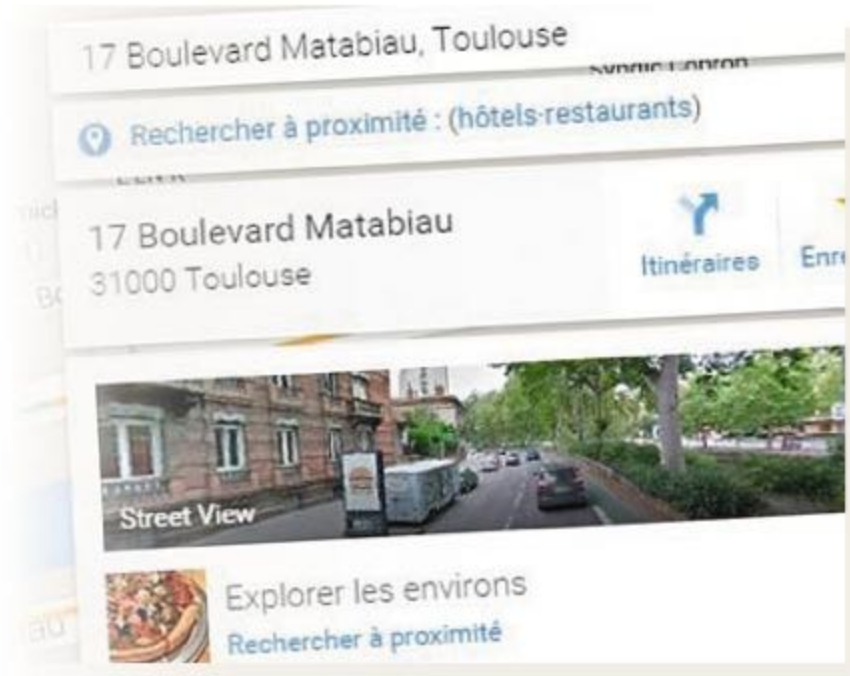 17 Boulevard Matabiau, Toulouse
Rechercher à proximité : (hôtels-restaurants)
17 Boulevard Matabiau
31000 Toulouse
Itinéraires
Street View
Explorer les environs
Rechercher à proximité